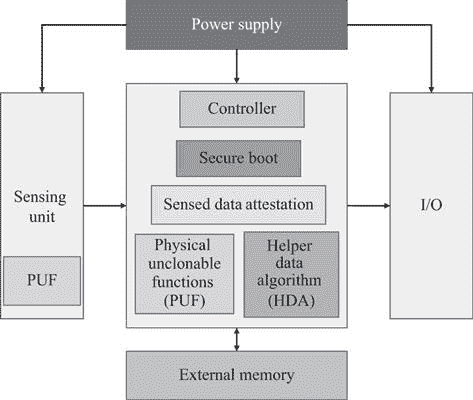 Power supply
Controller
Secure boot
Sensed data attestation
Sensing
unit
PUF
Physical
unclonable
functions
(PUF)
Helper
data
algorithm
(HDA)
I/O
External memory